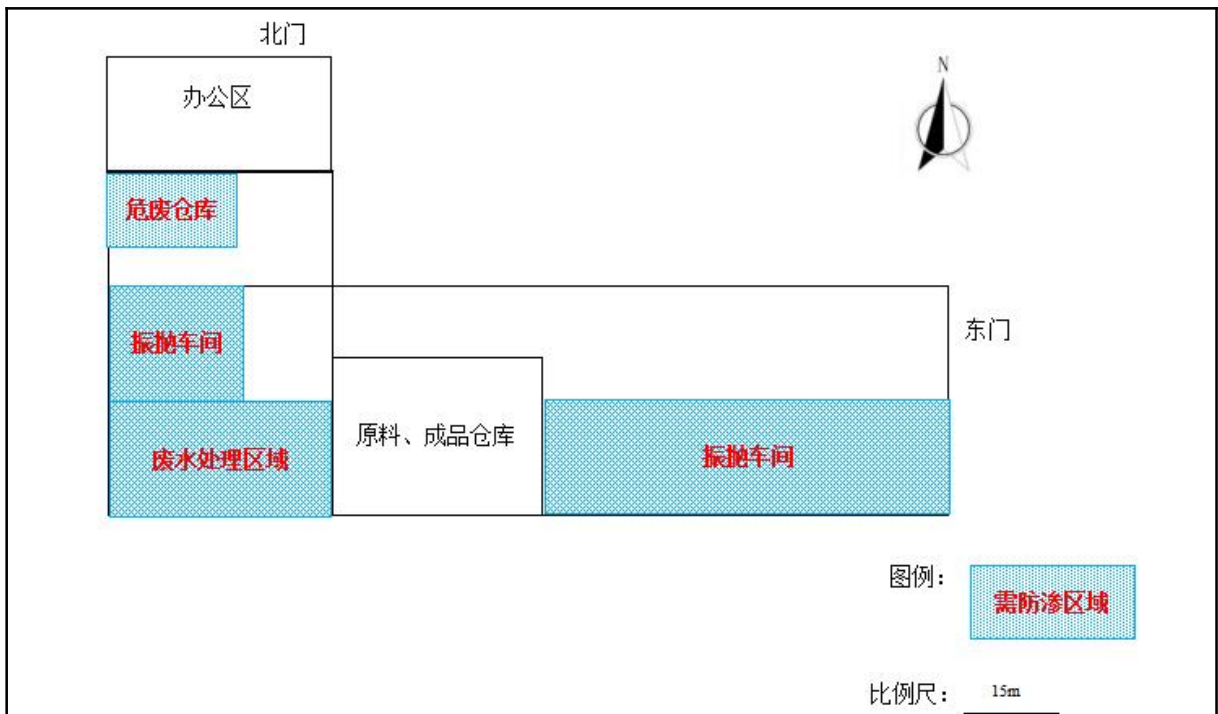 北门
办公区
N
危废仓库
振抛车间
东门
原料、成品仓库
废水处理区域
振抛车间
图例：
需防渗区域
比例尺：
15m